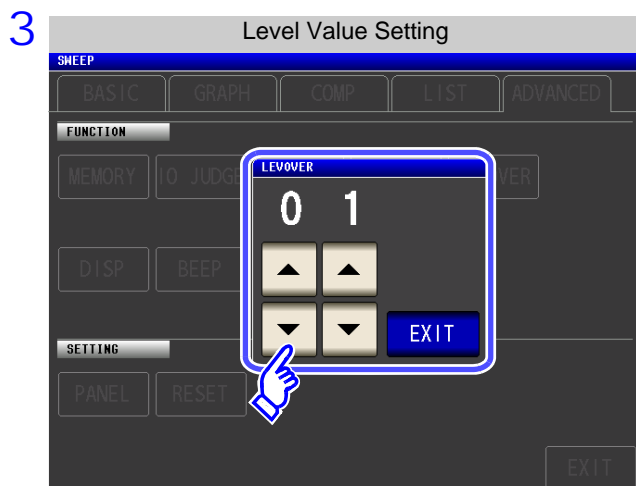 3
Level Value Setting
SWEEP
BASIC GRAPH COMP LIST ADVANCED
FUNCTION
MEMORY IO JUDGE VER
LEVOVER
0 1
DISP BEEP
EXIT
SETTING
PANEL RESET
EXIT